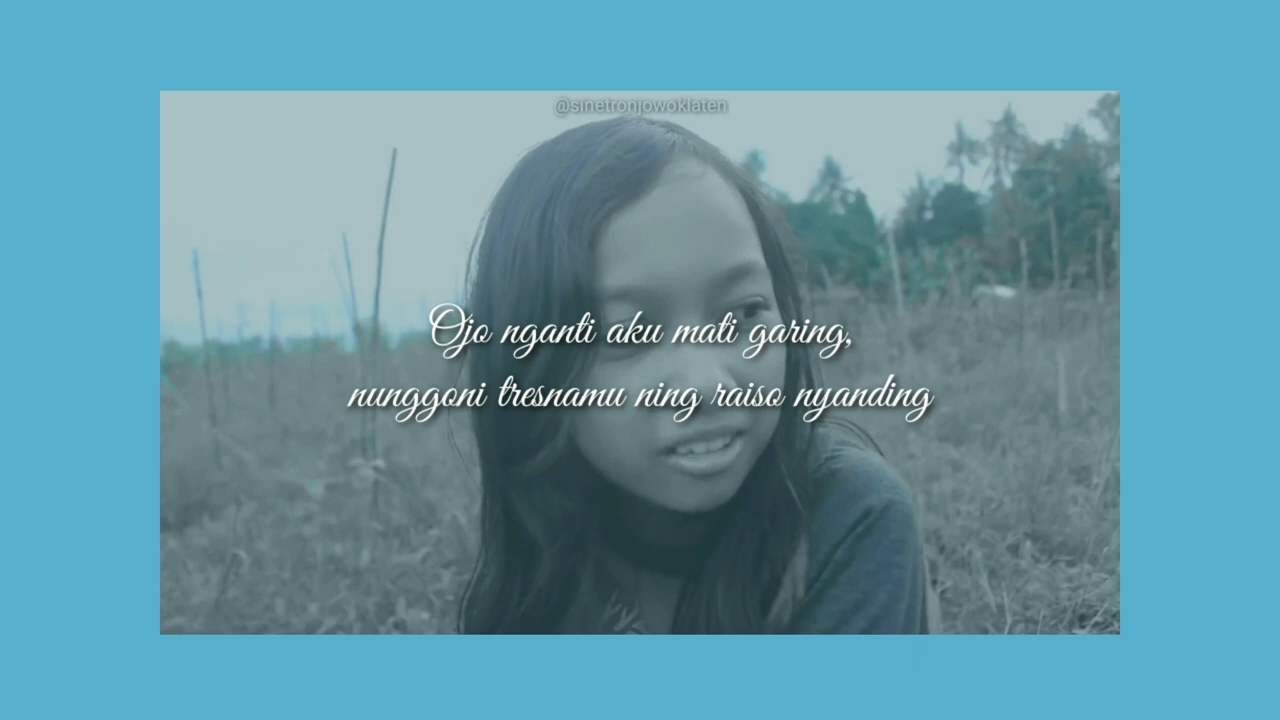 @sinetronjowoklaten
Ojo nganti aku mati garing,
nunggoni tresnamu ning raiso nyanding